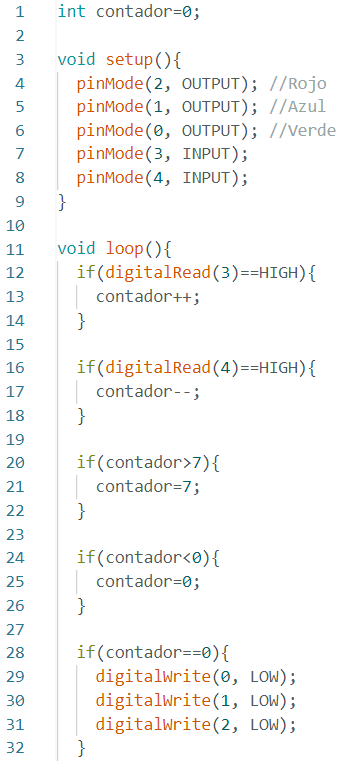 1 int contador=0;
2
3 void setup(){
4   pinMode(2, OUTPUT); //Rojo
5   pinMode(1, OUTPUT); //Azul
6   pinMode(0, OUTPUT); //Verde
7   pinMode(3, INPUT);
8   pinMode(4, INPUT);
9 }
10
11 void loop(){
12   if(digitalRead(3)==HIGH){
13     contador++;
14   }
15
16   if(digitalRead(4)==HIGH){
17     contador--;
18   }
19
20   if(contador>7){
21     contador=7;
22   }
23
24   if(contador<0){
25     contador=0;
26   }
27
28   if(contador==0){
29     digitalWrite(0, LOW);
30     digitalWrite(1, LOW);
31     digitalWrite(2, LOW);
32   }